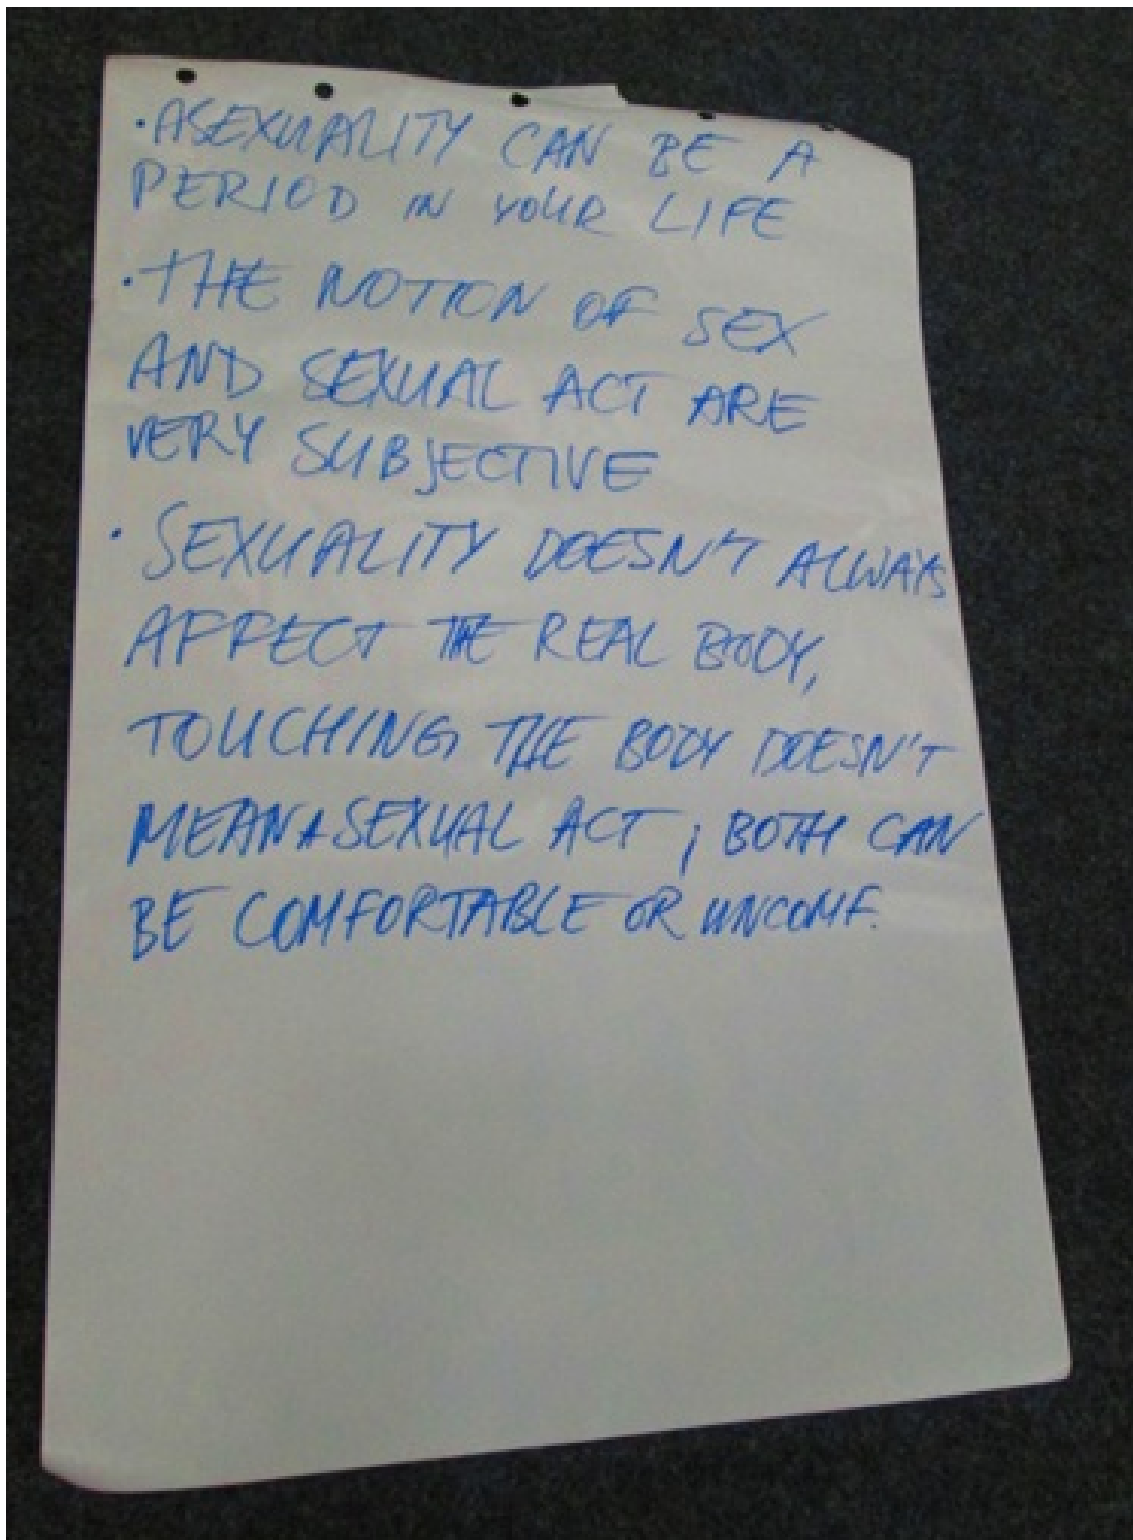 ·ASEXUALITY CAN BE A
PERIOD IN YOUR LIFE
·THE NOTION OF SEX
AND SEXUAL ACT ARE
VERY SUBJECTIVE
· SEXUALITY DOESN'T ALWAYS
AFFECT THE REAL BODY,
TOUCHING THE BODY DOESN'T
MEAN A SEXUAL ACT ; BOTH CAN
BE COMFORTABLE OR UNCOMF.